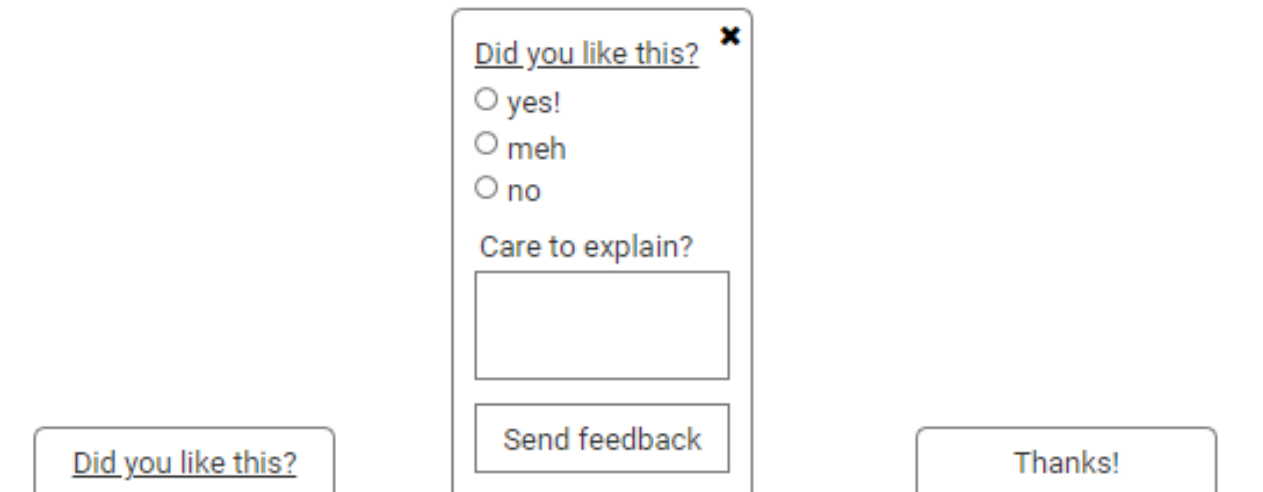 Did you like this?
Did you like this?
yes!
meh
no
Care to explain?
Send feedback
Thanks!